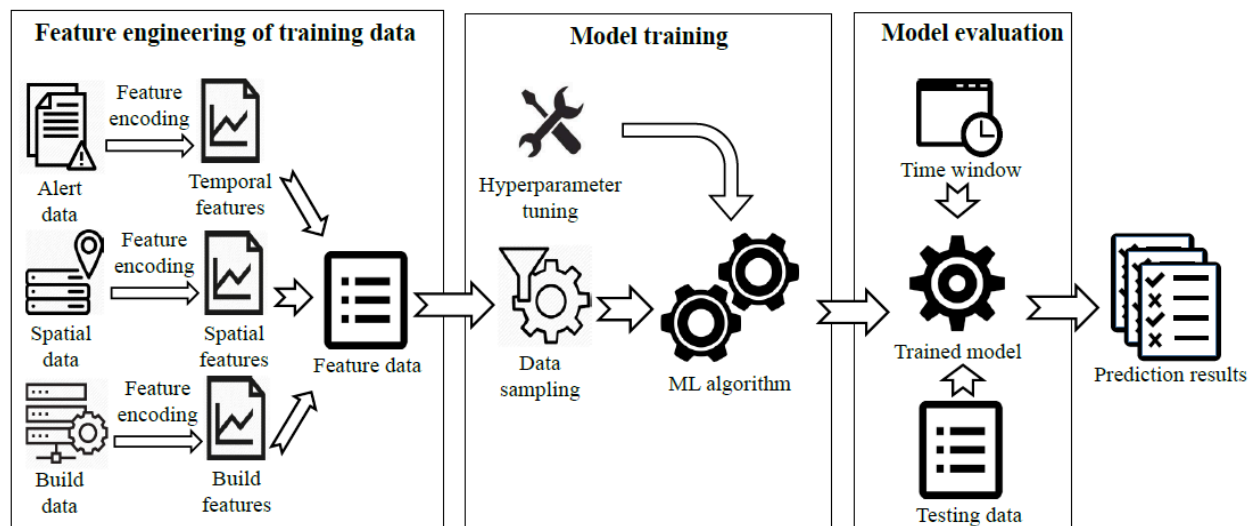 Feature engineering of training data
Feature
encoding
Alert
data
Temporal
features
Feature
encoding
Spatial
data
Spatial
features
Feature
encoding
Build
data
Build
features
Feature data
Model training
Hyperparameter
tuning
Data
sampling
ML algorithm
Model evaluation
Time window
Trained model
Testing data
Prediction results